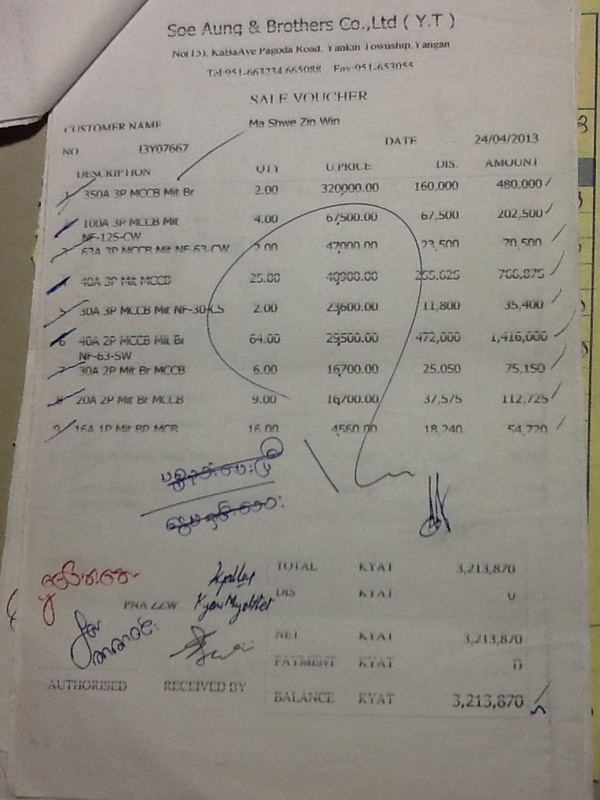 Soe Aung & Brothers Co.,Ltd ( Y.T )
No(15), KaBaAye Pagoda Road, Yankin Township,Yangan
Tel:951-663234,665088 Fax:951-653055
SALE VOUCHER
CUSTOMER NAME Ma Shwe Zin Win
NO 13Y07667 DATE 24/04/2013
DESCRIPTION QTY U.PRICE DIS. AMOUNT
1 350A 3P MCCB Mit Br 2.00 320000.00 160,000 480,000
100A 3P MCCB Mit 4.00 67500.00 67,500 202,500
NF-125-CW
63A 3P MCCB Mit NF-63-CW 2.00 47000.00 23,500 70,500
4 40A 3P Mit MCCB 25.00 40900.00 255,625 766,875
5 30A 3P MCCB Mit NF-30-CS 2.00 23600.00 11,800 35,400
6 40A 2P MCCB Mit Br 64.00 29500.00 472,000 1,416,000
NF-63-SW
7 30A 2P Mit Br MCCB 6.00 16700.00 25,050 75,150
8 20A 2P Mit Br MCCB 9.00 16700.00 37,575 112,725
9 16A 1P Mit BR MCB 16.00 4560.00 18,240 54,720
TOTAL KYAT 3,213,870
DIS KYAT 0
PNA ZZW
NET KYAT 3,213,870
PAYMENT KYAT 0
AUTHORISED RECEIVED BY
BALANCE KYAT 3,213,870